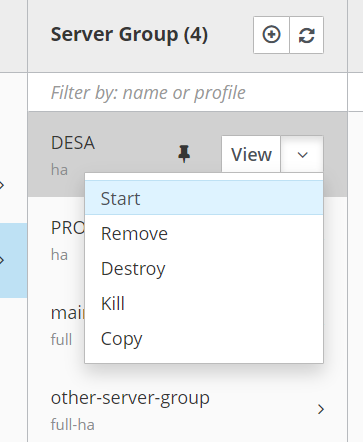 Server Group (4)
Filter by: name or profile
DESA
ha
View
Start
Remove
Destroy
Kill
Copy
PRO
ha
mai
full
other-server-group
full-ha